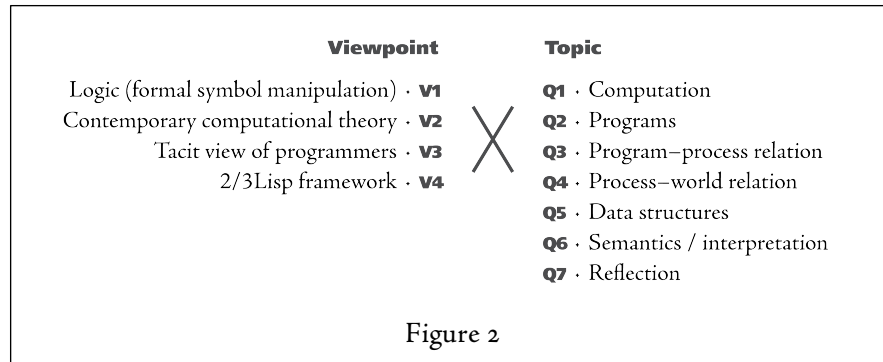 Viewpoint Topic
Logic (formal symbol manipulation) · V1 Q1 · Computation
Contemporary computational theory · V2 Q2 · Programs
Tacit view of programmers · V3 Q3 · Program–process relation
2/3Lisp framework · V4 Q4 · Process–world relation
Q5 · Data structures
Q6 · Semantics / interpretation
Q7 · Reflection
Figure 2